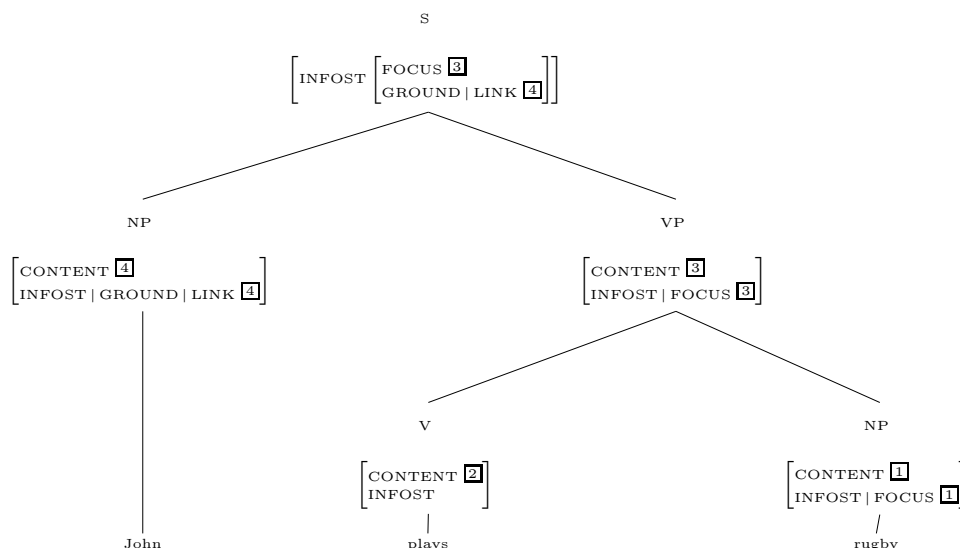 S
INFOST FOCUS 3
GROUND | LINK 4
NP
VP
CONTENT 4
INFOST | GROUND | LINK 4
CONTENT 3
INFOST | FOCUS 3
V
NP
CONTENT 2
INFOST
CONTENT 1
INFOST | FOCUS 1
John
plays
rugby